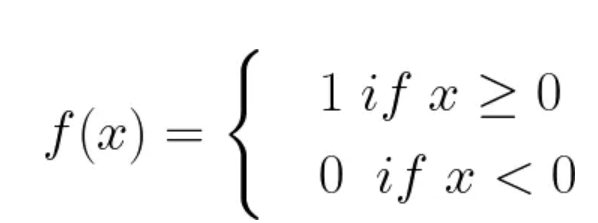 f(x) = { 1 if x ≥ 0
0 if x < 0